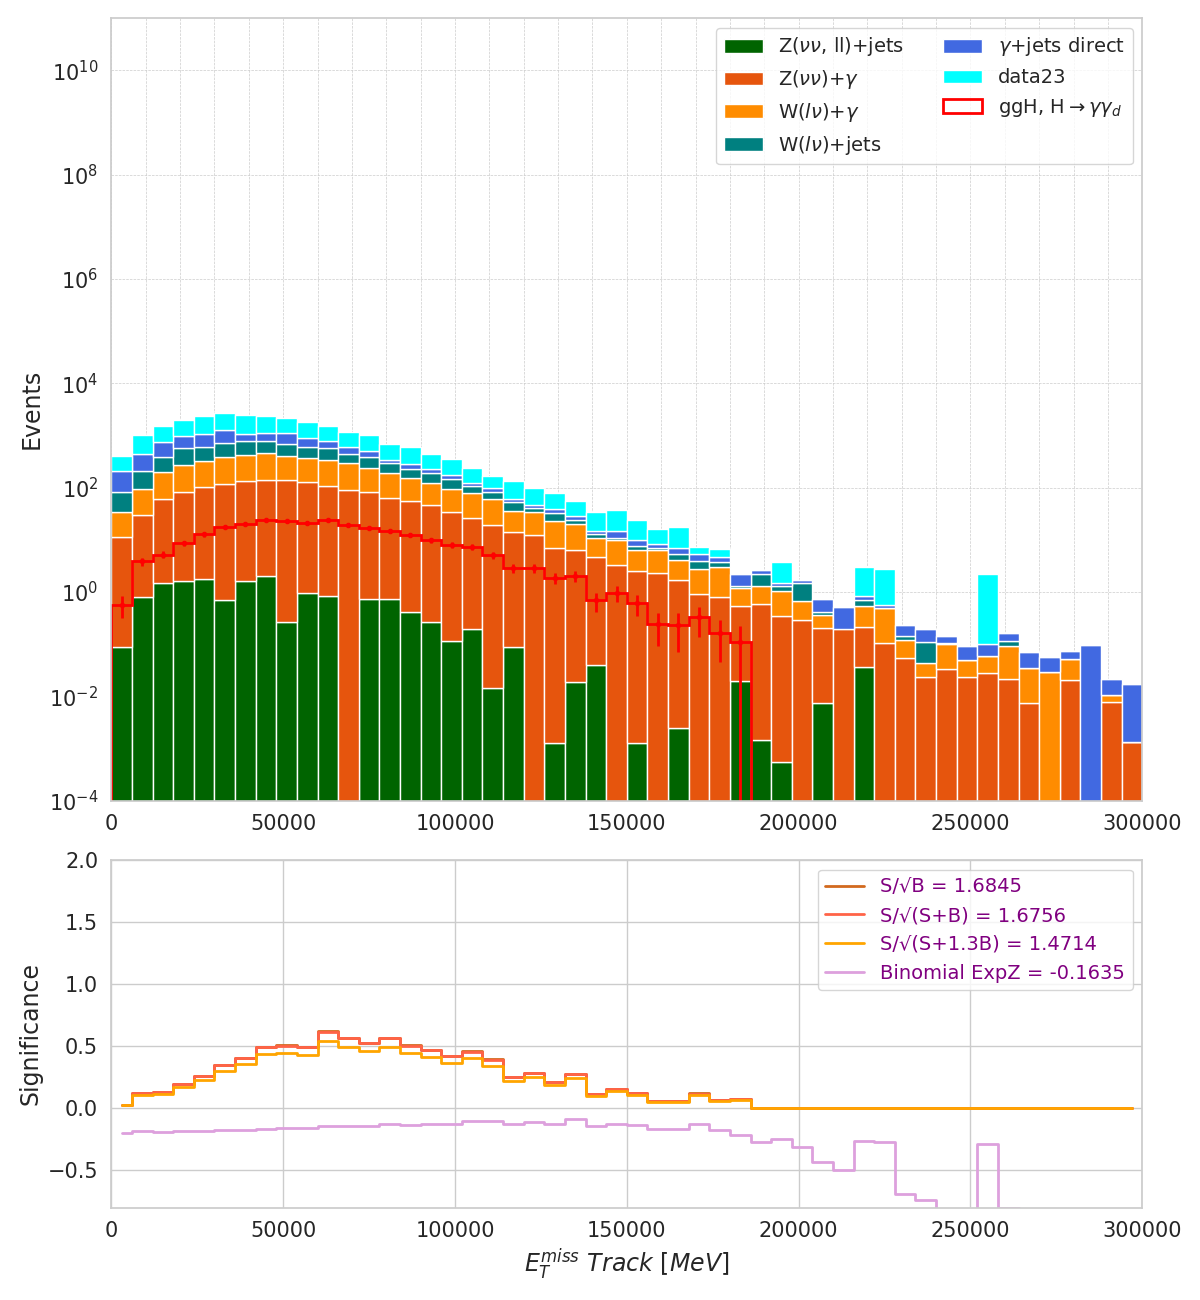 Z(νν, ll)+jets
Z(νν)+γ
W(lν)+γ
W(lν)+jets
γ+jets direct
data23
ggH, H→γγ_d
Events
10^10
10^8
10^6
10^4
10^2
10^0
10^−2
10^−4
0 50000 100000 150000 200000 250000 300000
S/√B = 1.6845
S/√(S+B) = 1.6756
S/√(S+1.3B) = 1.4714
Binomial ExpZ = -0.1635
Significance
2.0
1.5
1.0
0.5
0.0
−0.5
0 50000 100000 150000 200000 250000 300000
E_T^miss Track [MeV]